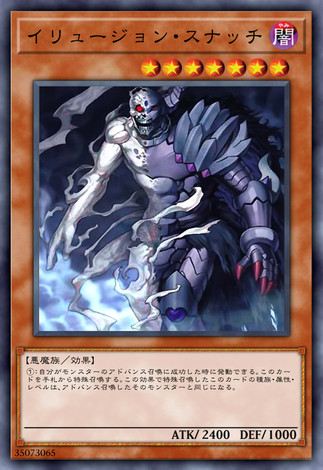 イリュージョン・スナッチ
やみ
闇
【悪魔族／効果】
①：自分がモンスターのアドバンス召喚に成功した時に発動できる。このカー
ドを手札から特殊召喚する。この効果で特殊召喚したこのカードの種族・属性・
レベルは、アドバンス召喚したそのモンスターと同じになる。
ATK/ 2400 DEF/1000
35073065